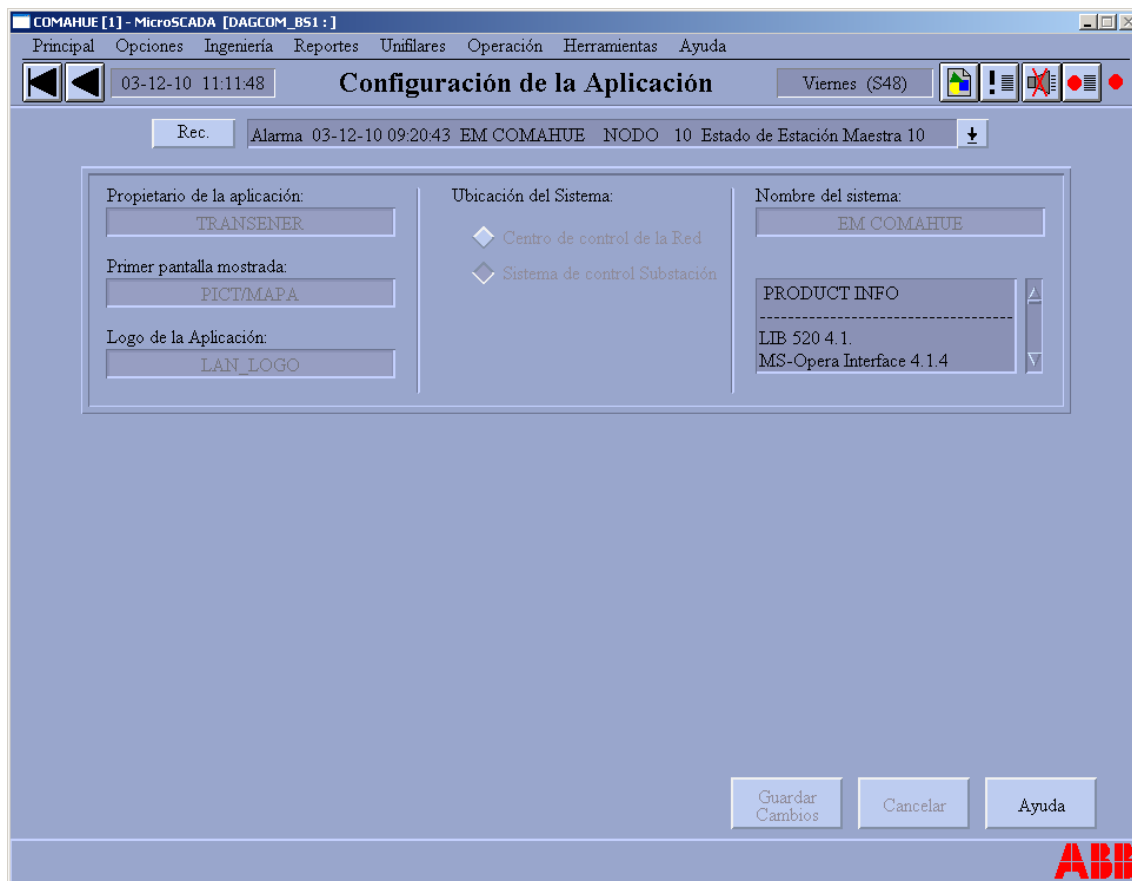 COMAHUE [1] - MicroSCADA [DAGCOM_BS1 : ]
Principal Opciones Ingeniería Reportes Unifilares Operación Herramientas Ayuda
03-12-10 11:11:48 Configuración de la Aplicación Viernes (S48)
Rec. Alarma 03-12-10 09:20:43 EM COMAHUE NODO 10 Estado de Estación Maestra 10
Propietario de la aplicación:
TRANSENER
Primer pantalla mostrada:
PICT/MAPA
Logo de la Aplicación:
LAN_LOGO
Ubicación del Sistema:
Centro de control de la Red
Sistema de control Substación
Nombre del sistema:
EM COMAHUE
PRODUCT INFO
---------------------------------
LIB 520 4.1.
MS-Opera Interface 4.1.4
Guardar
Cambios
Cancelar
Ayuda
ABB